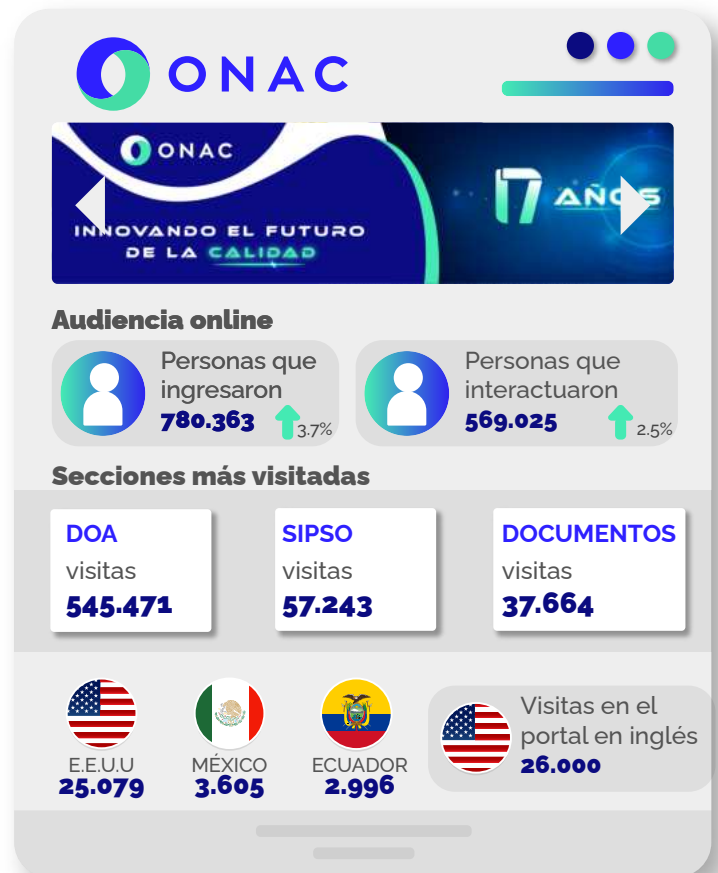 ONAC
ONAC
INNOVANDO EL FUTURO
DE LA CALIDAD
17 AÑOS
Audiencia online
Personas que
ingresaron
780.363 3.7%
Personas que
interactuaron
569.025 2.5%
Secciones más visitadas
DOA
visitas
545.471
SIPSO
visitas
57.243
DOCUMENTOS
visitas
37.664
E.E.U.U
25.079
MÉXICO
3.605
ECUADOR
2.996
Visitas en el
portal en inglés
26.000